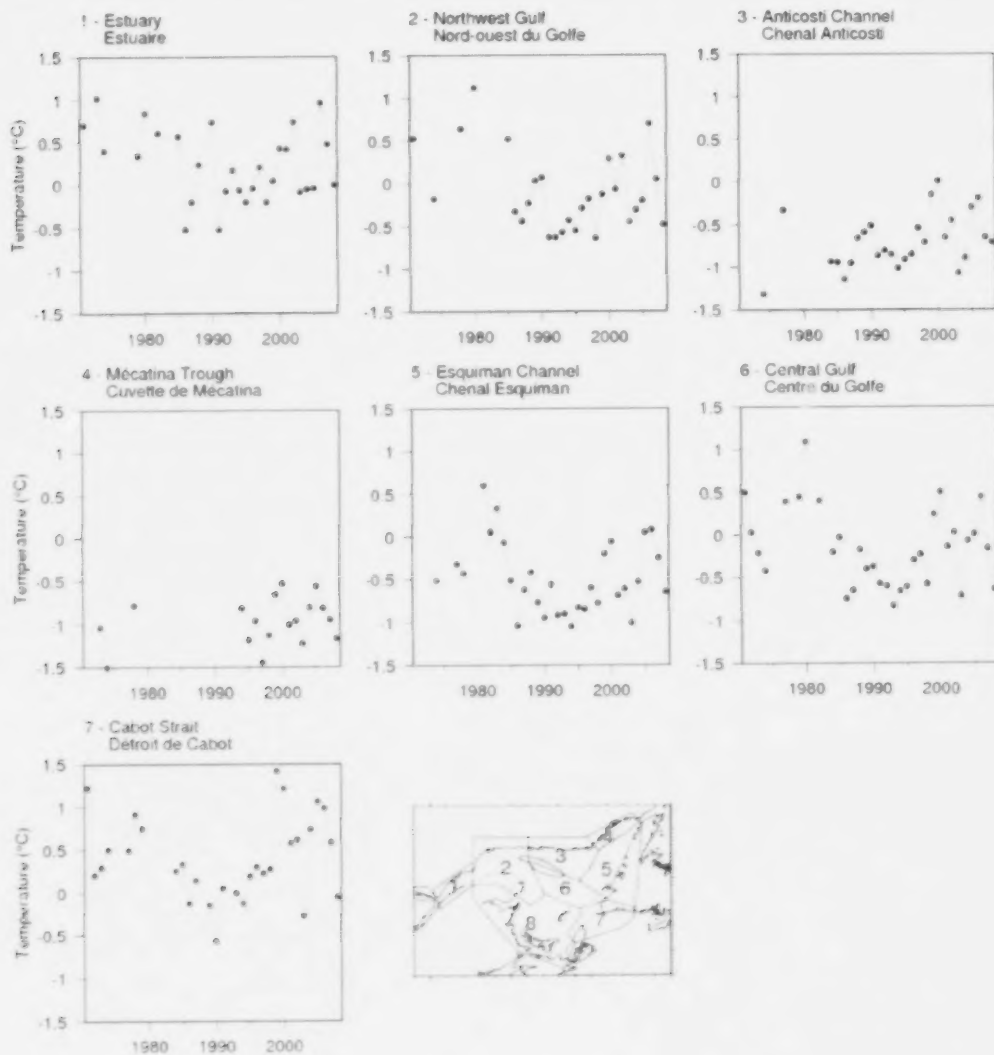 1 - Estuary
Estuaire
2 - Northwest Gulf
Nord-ouest du Golfe
3 - Anticosti Channel
Chenal Anticosti
Temperature (°C)
1.5
1
0.5
0
-0.5
-1
-1.5
1980 1990 2000
1.5
1
0.5
0
-0.5
-1
-1.5
1980 1990 2000
1.5
1
0.5
0
-0.5
-1
-1.5
1980 1990 2000
4 - Mécatina Trough
Cuvette de Mécatina
5 - Esquiman Channel
Chenal Esquiman
6 - Central Gulf
Centre du Golfe
Temperature (°C)
1.5
1
0.5
0
-0.5
-1
-1.5
1980 1990 2000
1.5
1
0.5
0
-0.5
-1
-1.5
1980 1990 2000
1.5
1
0.5
0
-0.5
-1
-1.5
1980 1990 2000
7 - Cabot Strait
Détroit de Cabot
Temperature (°C)
1.5
1
0.5
0
-0.5
-1
-1.5
1980 1990 2000
4
2 3 5
6
8